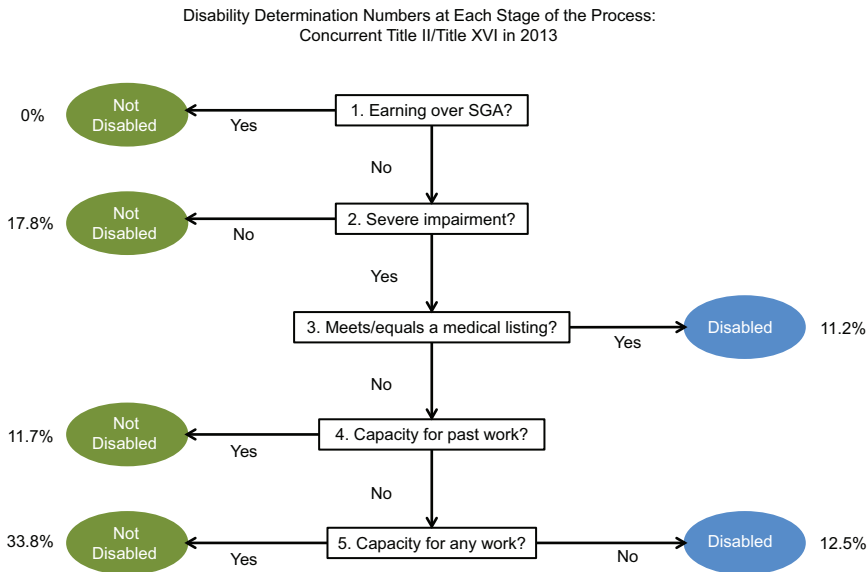 Disability Determination Numbers at Each Stage of the Process:
Concurrent Title II/Title XVI in 2013
0%
Not
Disabled
Yes
1. Earning over SGA?
No
17.8%
Not
Disabled
No
2. Severe impairment?
Yes
3. Meets/equals a medical listing?
Yes
Disabled
11.2%
No
11.7%
Not
Disabled
Yes
4. Capacity for past work?
No
33.8%
Not
Disabled
Yes
5. Capacity for any work?
No
Disabled
12.5%